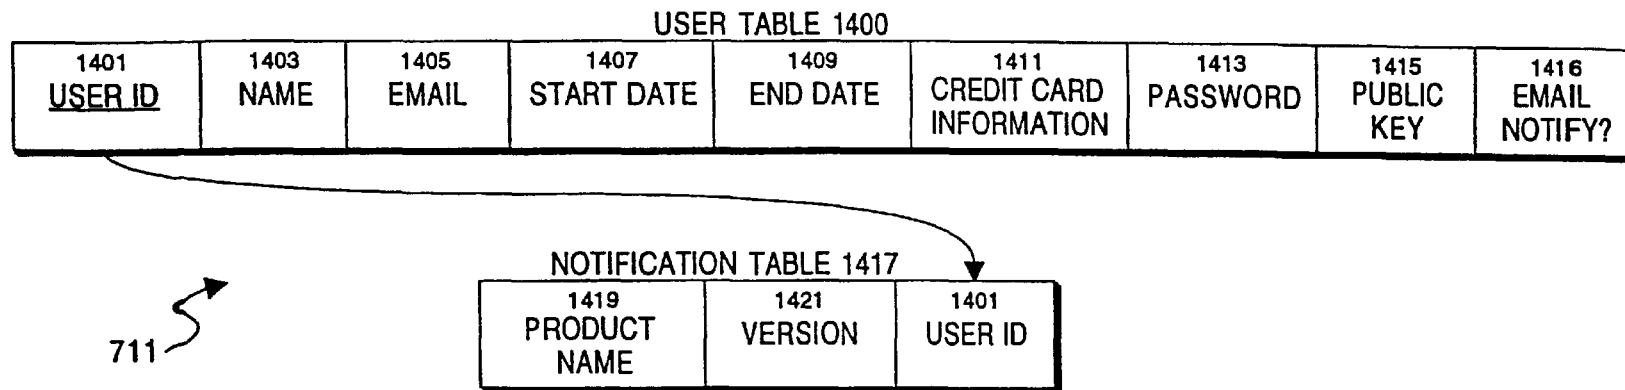 USER TABLE 1400
1401 1403 1405 1407 1409 1411 1413 1415 1416
USER ID NAME EMAIL START DATE END DATE CREDIT CARD INFORMATION PASSWORD PUBLIC KEY EMAIL NOTIFY?
NOTIFICATION TABLE 1417
1419 1421 1401
PRODUCT NAME VERSION USER ID
711